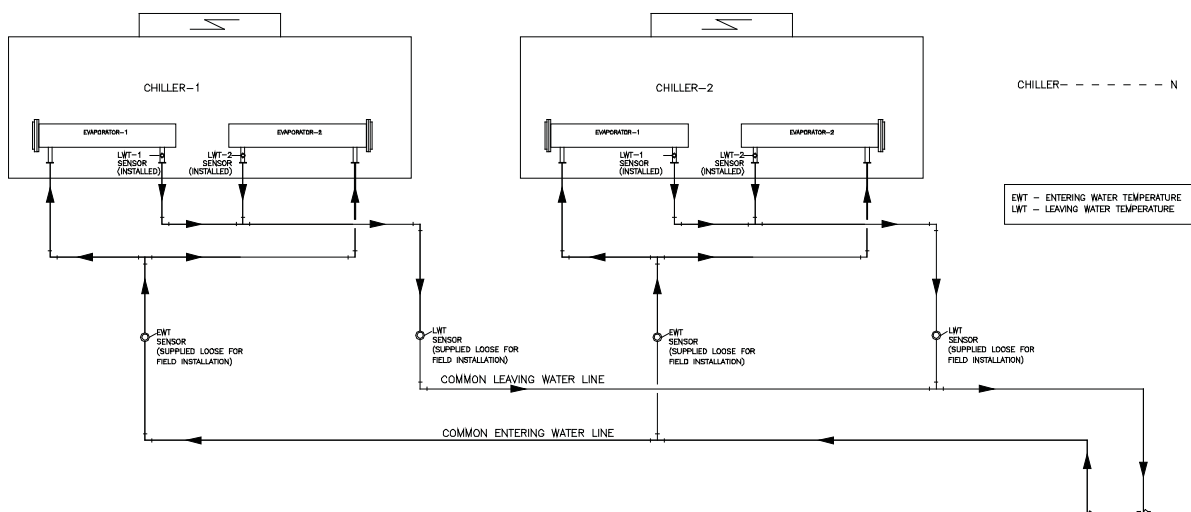 CHILLER-1
EVAPORATOR-1
EVAPORATOR-2
LWT-1
SENSOR
(INSTALLED)
LWT-2
SENSOR
(INSTALLED)
CHILLER-2
EVAPORATOR-1
EVAPORATOR-2
LWT-1
SENSOR
(INSTALLED)
LWT-2
SENSOR
(INSTALLED)
CHILLER- - - - - - - N
EWT - ENTERING WATER TEMPERATURE
LWT - LEAVING WATER TEMPERATURE
EWT
SENSOR
(SUPPLIED LOOSE FOR
FIELD INSTALLATION)
LWT
SENSOR
(SUPPLIED LOOSE FOR
FIELD INSTALLATION)
EWT
SENSOR
(SUPPLIED LOOSE FOR
FIELD INSTALLATION)
LWT
SENSOR
(SUPPLIED LOOSE FOR
FIELD INSTALLATION)
COMMON LEAVING WATER LINE
COMMON ENTERING WATER LINE